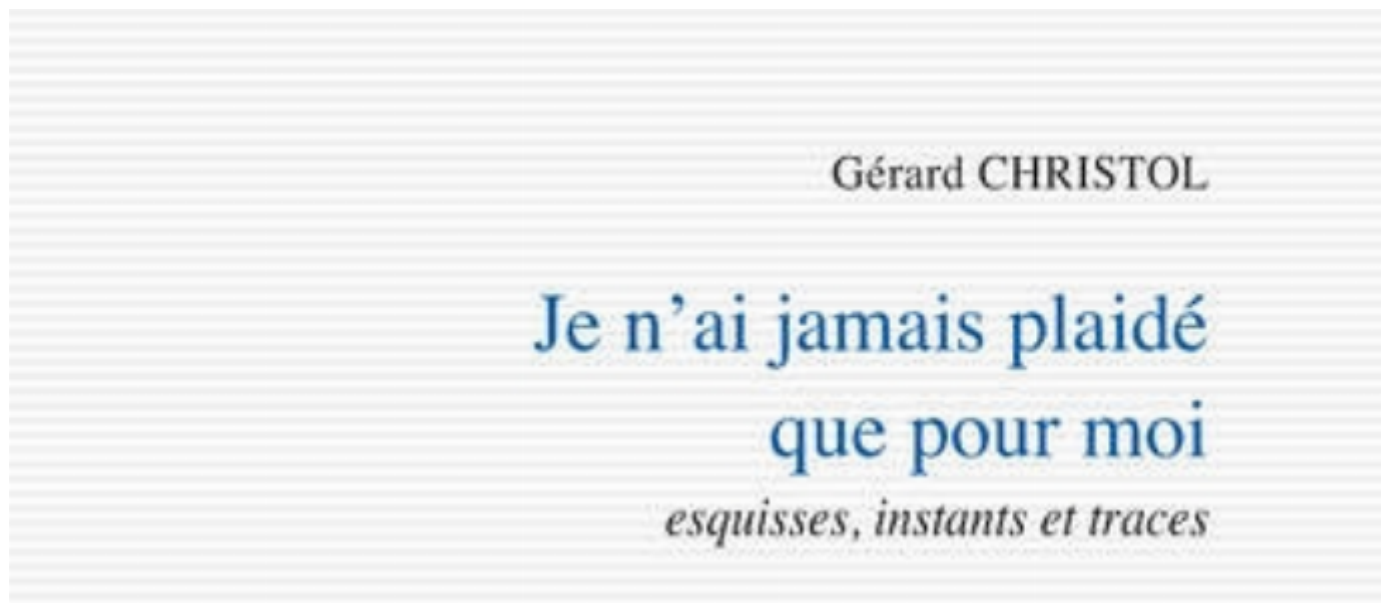 Gérard CHRISTOL
Je n’ai jamais plaidé
que pour moi
esquisses, instants et traces